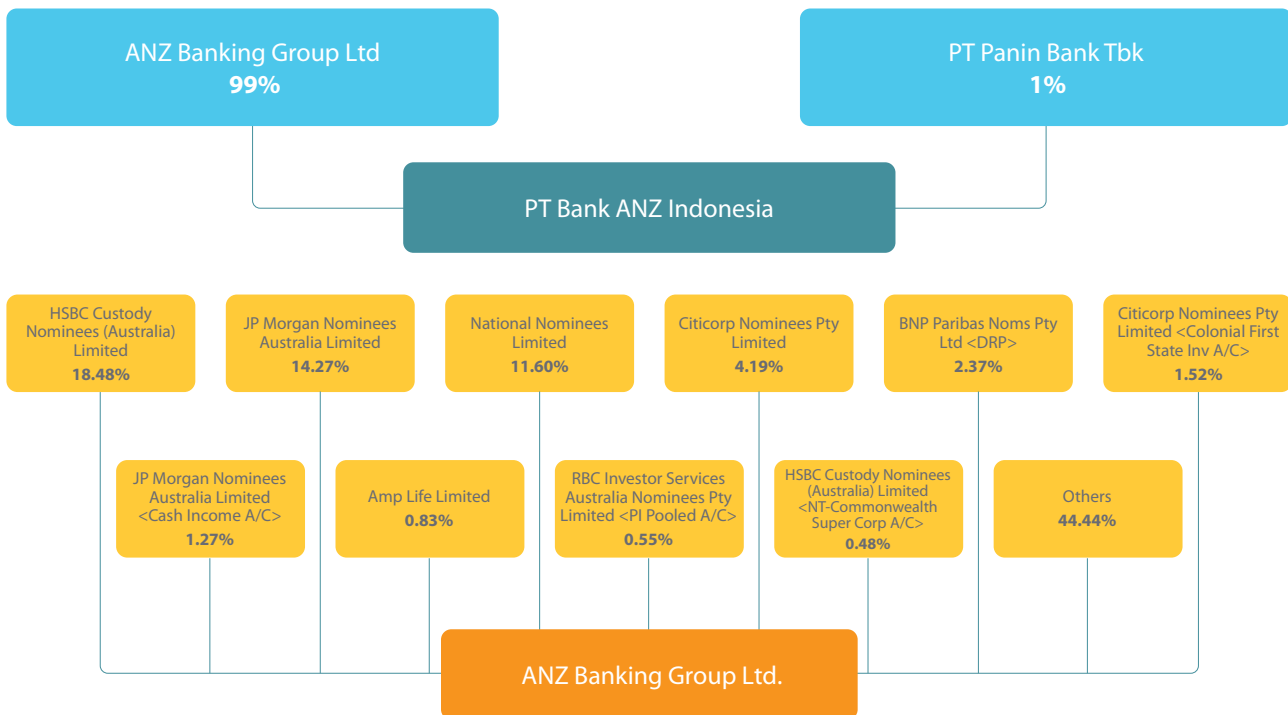 ANZ Banking Group Ltd
99%
PT Panin Bank Tbk
1%
PT Bank ANZ Indonesia
HSBC Custody
Nominees (Australia)
Limited
18.48%
JP Morgan Nominees
Australia Limited
14.27%
National Nominees
Limited
11.60%
Citicorp Nominees Pty
Limited
4.19%
BNP Paribas Noms Pty
Ltd <DRP>
2.37%
Citicorp Nominees Pty
Limited <Colonial First
State Inv A/C>
1.52%
JP Morgan Nominees
Australia Limited
<Cash Income A/C>
1.27%
Amp Life Limited
0.83%
RBC Investor Services
Australia Nominees Pty
Limited <PI Pooled A/C>
0.55%
HSBC Custody Nominees
(Australia) Limited
<NT-Commonwealth
Super Corp A/C>
0.48%
Others
44.44%
ANZ Banking Group Ltd.